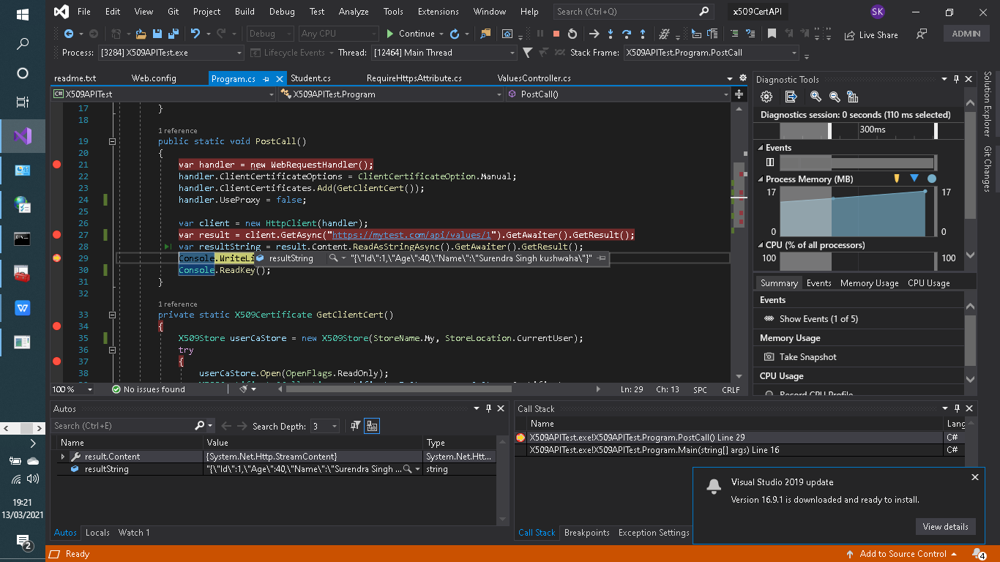 File Edit View Git Project Build Debug Test Analyze Tools Extensions Window Help Search (Ctrl+Q) x509CertAPI SK
Debug Any CPU Continue Live Share ADMIN
Process: [3284] X509APITest.exe Lifecycle Events Thread: [12464] Main Thread Stack Frame: X509APITest.Program.PostCall
readme.txt Web.config Program.cs Student.cs RequireHttpsAttribute.cs ValuesController.cs
C# X509APITest X509APITest.Program PostCall()
17 }
18
1 reference
19 public static void PostCall()
20 {
21 var handler = new WebRequestHandler();
22 handler.ClientCertificateOptions = ClientCertificateOption.Manual;
23 handler.ClientCertificates.Add(GetClientCert());
24 handler.UseProxy = false;
25
26 var client = new HttpClient(handler);
27 var result = client.GetAsync("https://mytest.com/api/values/1").GetAwaiter().GetResult();
28 var resultString = result.Content.ReadAsStringAsync().GetAwaiter().GetResult();
29 Console.WriteLi resultString "{\"Id\":1,\"Age\":40,\"Name\":\"Surendra Singh kushwaha\"}"
30 Console.ReadKey();
31 }
32
1 reference
33 private static X509Certificate GetClientCert()
34 {
35 X509Store userCaStore = new X509Store(StoreName.My, StoreLocation.CurrentUser);
36 try
37 {
38 userCaStore.Open(OpenFlags.ReadOnly);
100 % No issues found Ln: 29 Ch: 13 SPC CRLF
Diagnostic Tools
Diagnostics session: 0 seconds (110 ms selected)
300ms
Events
Process Memory (MB)
17 17
0 0
CPU (% of all processors)
100 100
Summary Events Memory Usage CPU Usage
Events
Show Events (1 of 5)
Memory Usage
Take Snapshot
CPU Usage
Record CPU Profile
Solution Explorer
Git Changes
Autos
Search (Ctrl+E) Search Depth: 3
Name Value Type
result.Content {System.Net.Http.StreamContent} System.Net.Htt...
resultString "{\"Id\":1,\"Age\":40,\"Name\":\"Surendra Singh ... string
Autos Locals Watch 1
Call Stack
Name Lang
X509APITest.exe!X509APITest.Program.PostCall() Line 29 C#
X509APITest.exe!X509APITest.Program.Main(string[] args) Line 16 C#
Call Stack Breakpoints Exception Settings
Visual Studio 2019 update
Version 16.9.1 is downloaded and ready to install.
View details
Ready Add to Source Control 4
19:21
13/03/2021
2